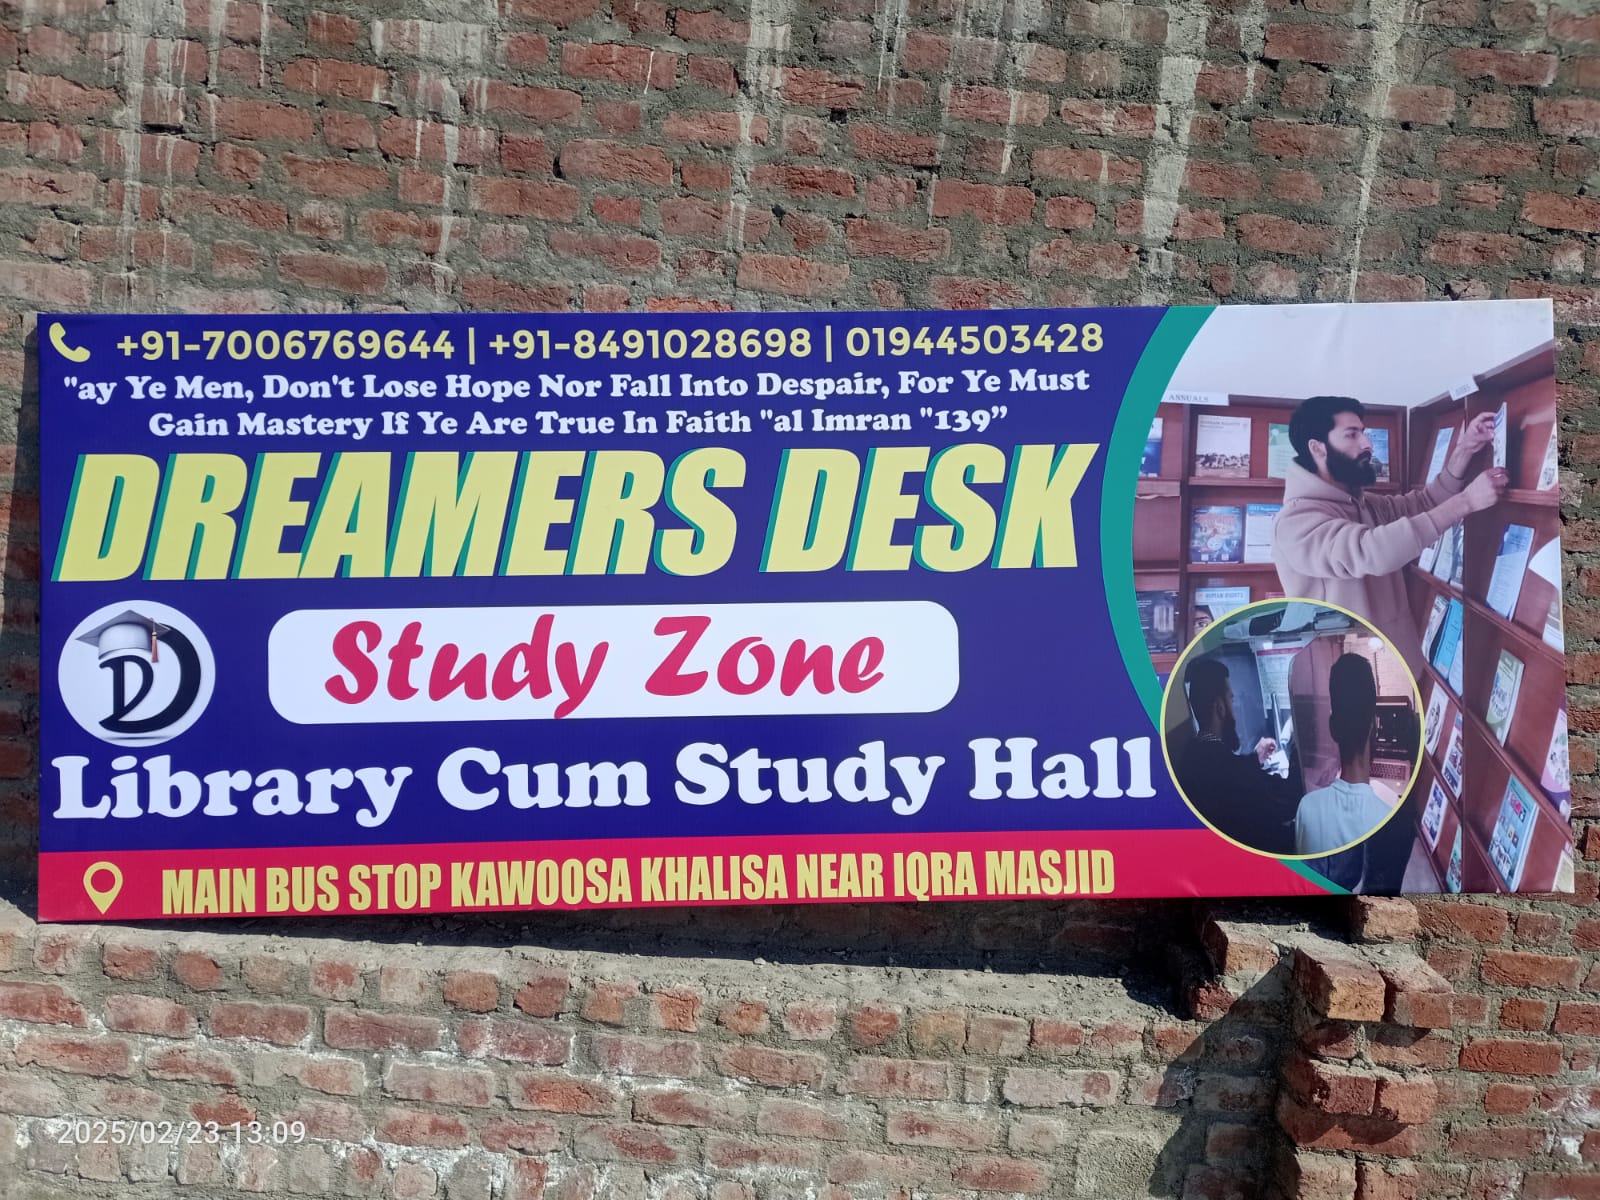 +91-7006769644 | +91-8491028698 | 01944503428
"ay Ye Men, Don't Lose Hope Nor Fall Into Despair, For Ye Must
Gain Mastery If Ye Are True In Faith "al Imran "139”
DREAMERS DESK
D D
Study Zone
Library Cum Study Hall
MAIN BUS STOP KAWOOSA KHALISA NEAR IQRA MASJID
ANNUALS
HUMAN RIGHTS
2025/02/23 13:09